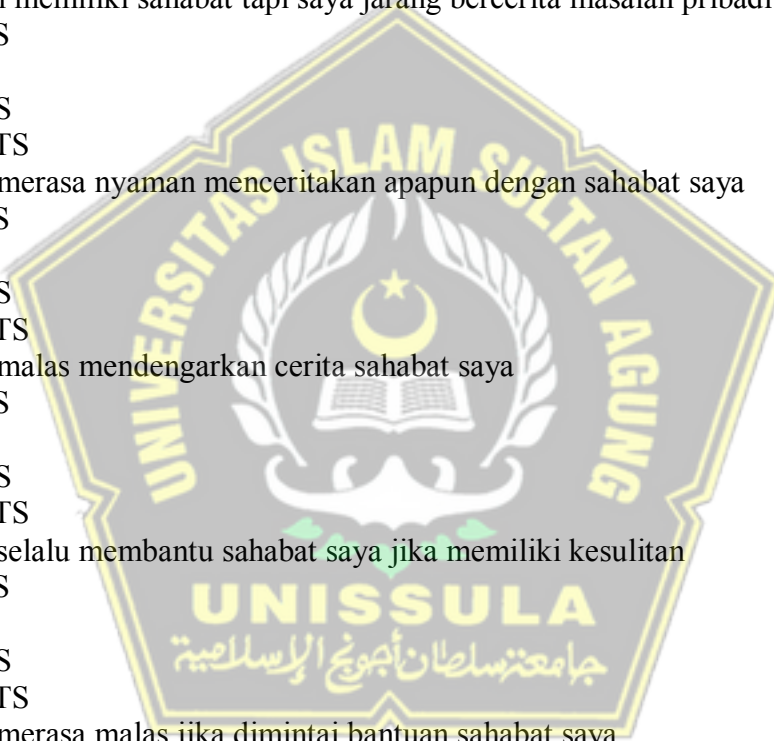 memiliki sahabat tapi saya jarang bercerita masalah pribadi
S
S
TS
merasa nyaman menceritakan apapun dengan sahabat saya
S
S
TS
malas mendengarkan cerita sahabat saya
S
S
TS
selalu membantu sahabat saya jika memiliki kesulitan
S
S
TS
merasa malas jika dimintai bantuan sahabat saya
UNIVERSITAS ISLAM SULTAN AGUNG
UNISSULA
جامعة سلطان أجونج الإسلامية